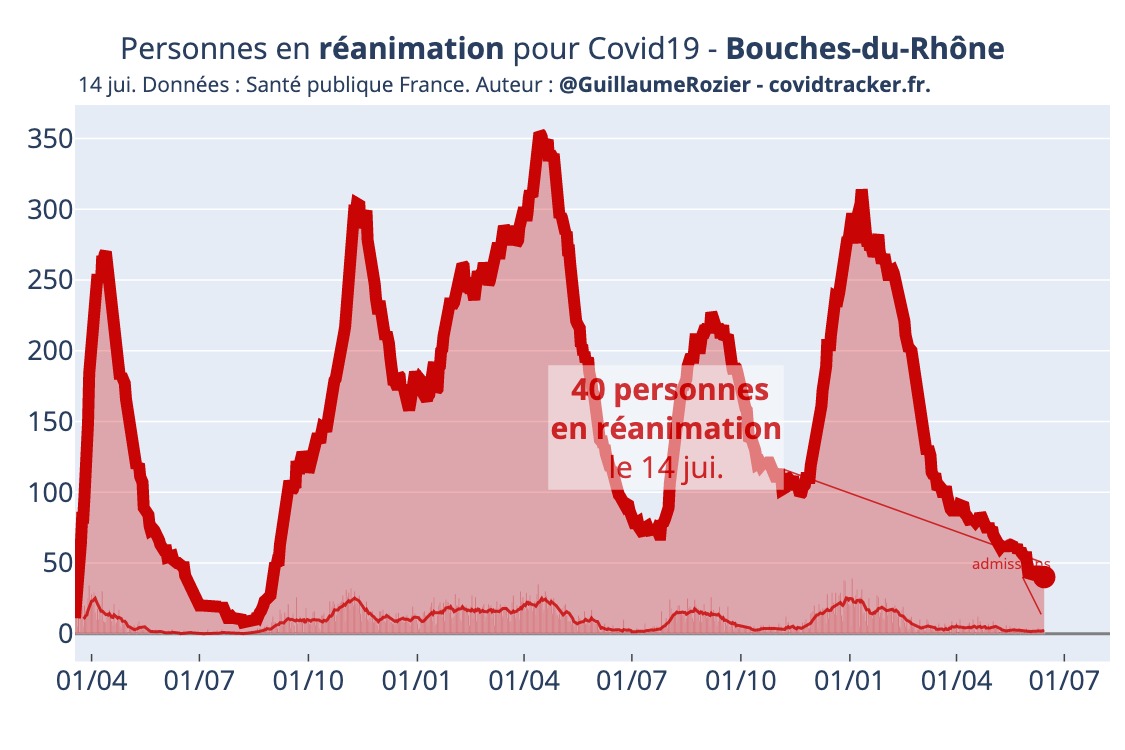 Personnes en réanimation pour Covid19 - Bouches-du-Rhône
14 jui. Données : Santé publique France. Auteur : @GuillaumeRozier - covidtracker.fr.
350
300
250
200
150
100
50
0
40 personnes
en réanimation
le 14 jui.
admissions
01/04 01/07 01/10 01/01 01/04 01/07 01/10 01/01 01/04 01/07